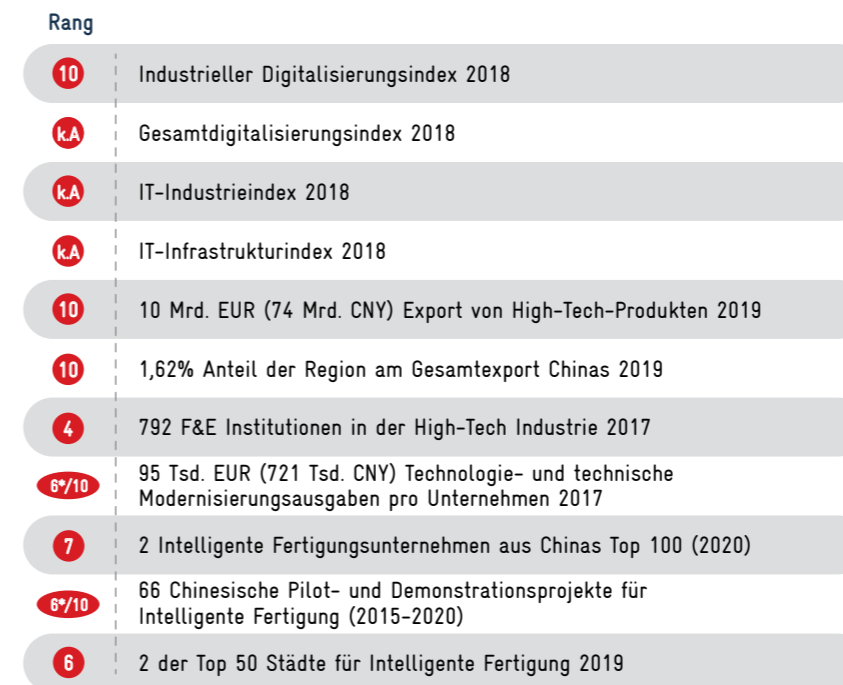 Rang
10 Industrieller Digitalisierungsindex 2018
k.A Gesamtdigitalisierungsindex 2018
k.A IT-Industrieindex 2018
k.A IT-Infrastrukturindex 2018
10 10 Mrd. EUR (74 Mrd. CNY) Export von High-Tech-Produkten 2019
10 1,62% Anteil der Region am Gesamtexport Chinas 2019
4 792 F&E Institutionen in der High-Tech Industrie 2017
6*/10 95 Tsd. EUR (721 Tsd. CNY) Technologie- und technische
Modernisierungsausgaben pro Unternehmen 2017
7 2 Intelligente Fertigungsunternehmen aus Chinas Top 100 (2020)
6*/10 66 Chinesische Pilot- und Demonstrationsprojekte für
Intelligente Fertigung (2015-2020)
6 2 der Top 50 Städte für Intelligente Fertigung 2019